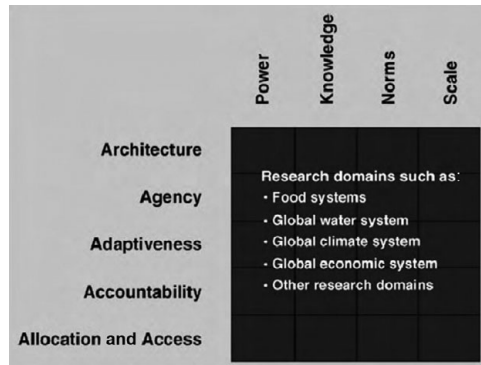 Power
Knowledge
Norms
Scale
Architecture
Agency
Adaptiveness
Accountability
Allocation and Access
Research domains such as:
• Food systems
• Global water system
• Global climate system
• Global economic system
• Other research domains